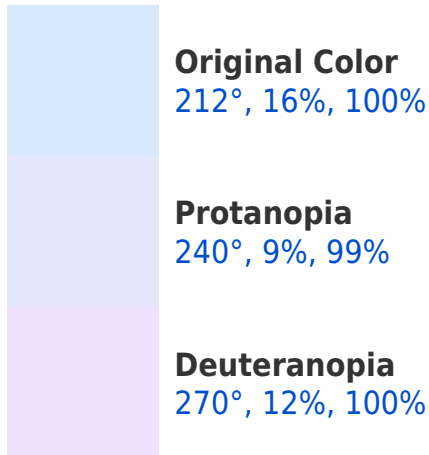 Original Color
212°, 16%, 100%
Protanopia
240°, 9%, 99%
Deuteranopia
270°, 12%, 100%